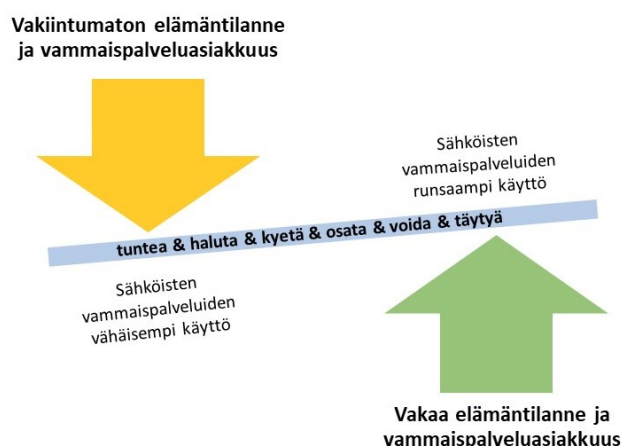 Vakiintumaton elämäntilanne
ja vammaispalveluasiakkuus
Sähköisten
vammaispalveluiden
runsaampi käyttö
tuntea & haluta & kyetä & osata & voida & täytyä
Sähköisten
vammaispalveluiden
vähäisempi käyttö
Vakaa elämäntilanne ja
vammaispalveluasiakkuus